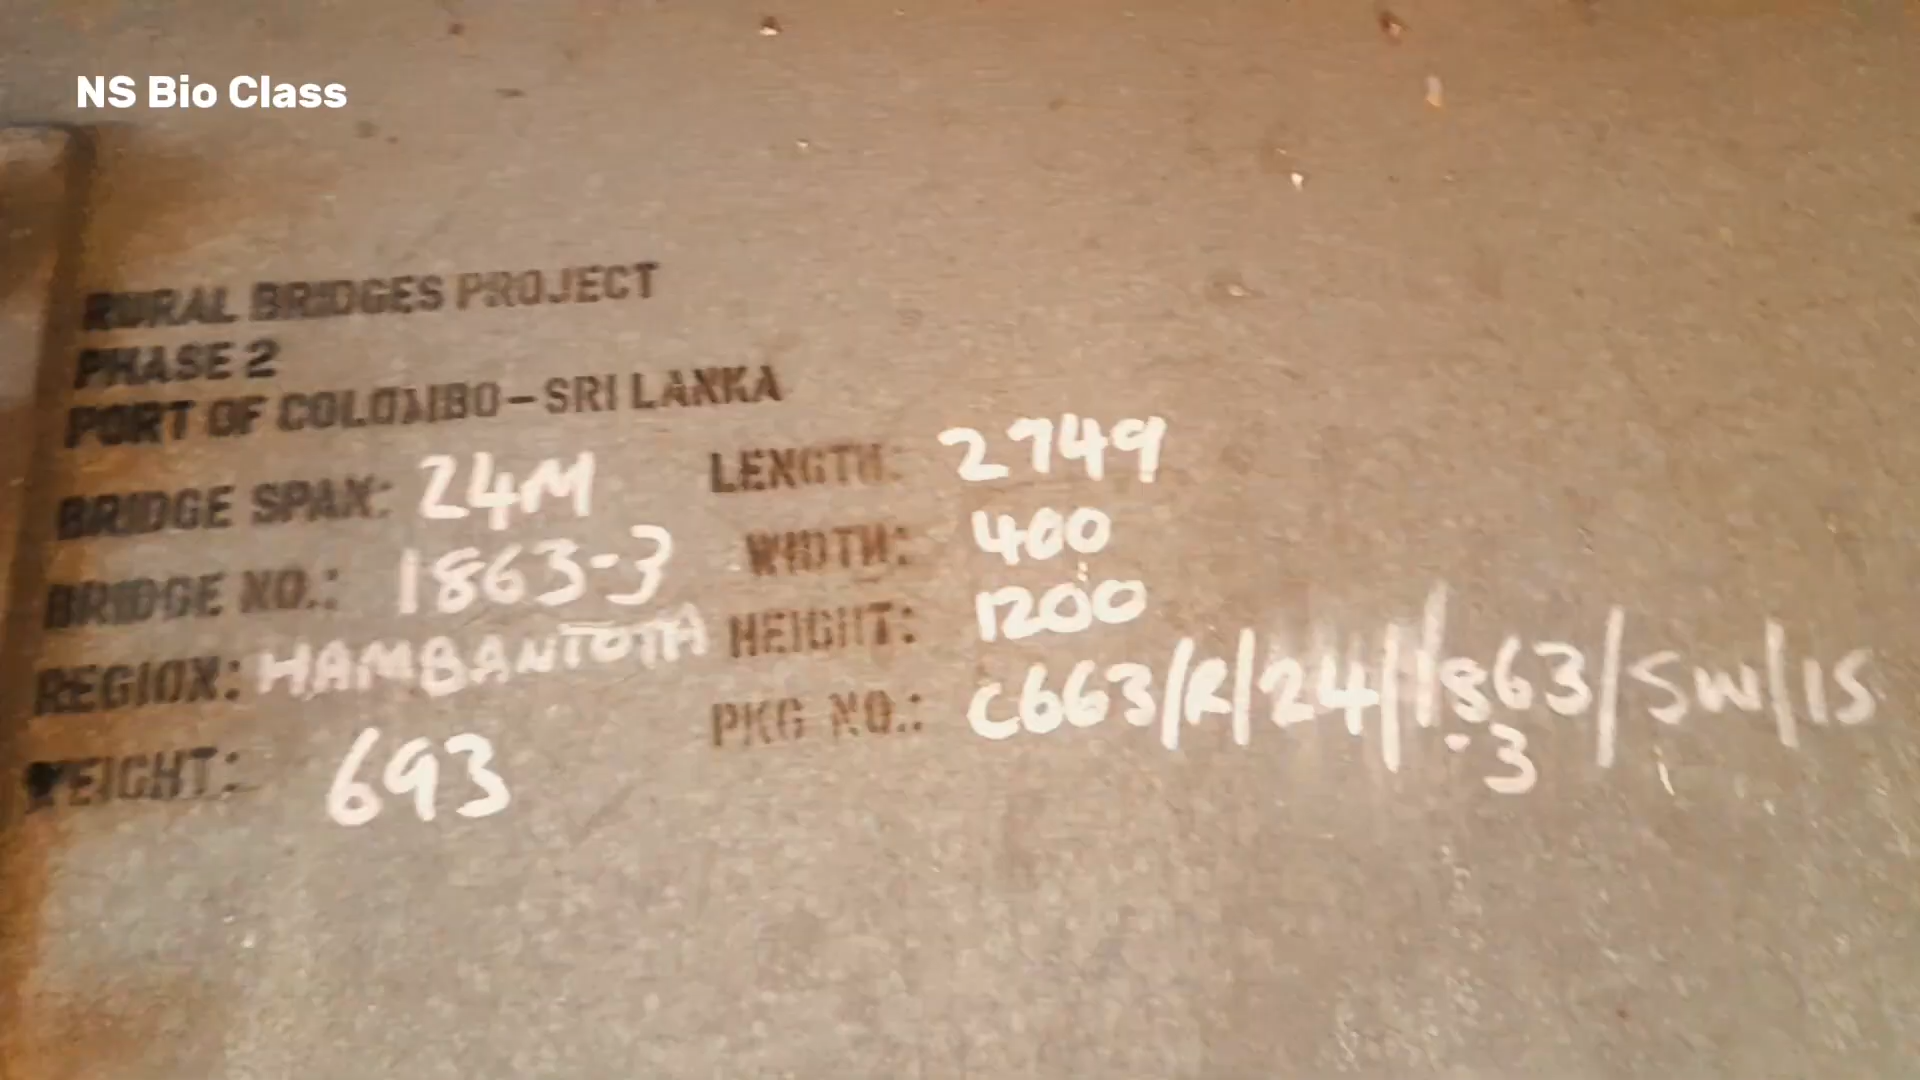 NS Bio Class
RURAL BRIDGES PROJECT
PHASE 2
PORT OF COLOMBO-SRI LANKA
BRIDGE SPAN: 24M
BRIDGE NO.: 1863-3
REGION: HAMBANTOTA
WEIGHT: 693
LENGTH: 2749
WIDTH: 400
HEIGHT: 1200
PKG NO.: C663/R/24/1863/SW/15
-3